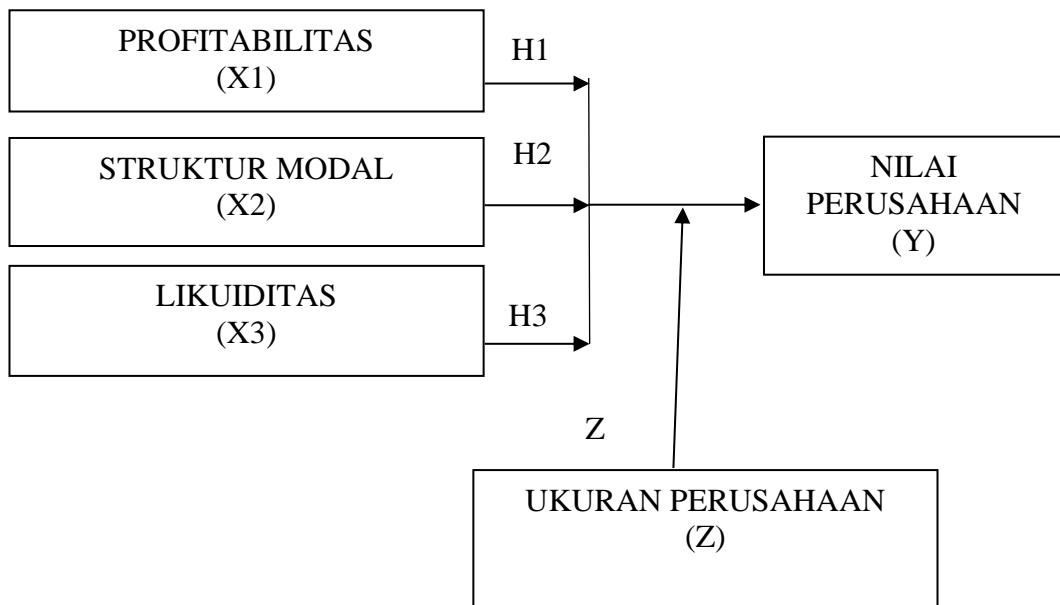 PROFITABILITAS
(X1)
H1
STRUKTUR MODAL
(X2)
H2
LIKUIDITAS
(X3)
H3
NILAI
PERUSAHAAN
(Y)
Z
UKURAN PERUSAHAAN
(Z)